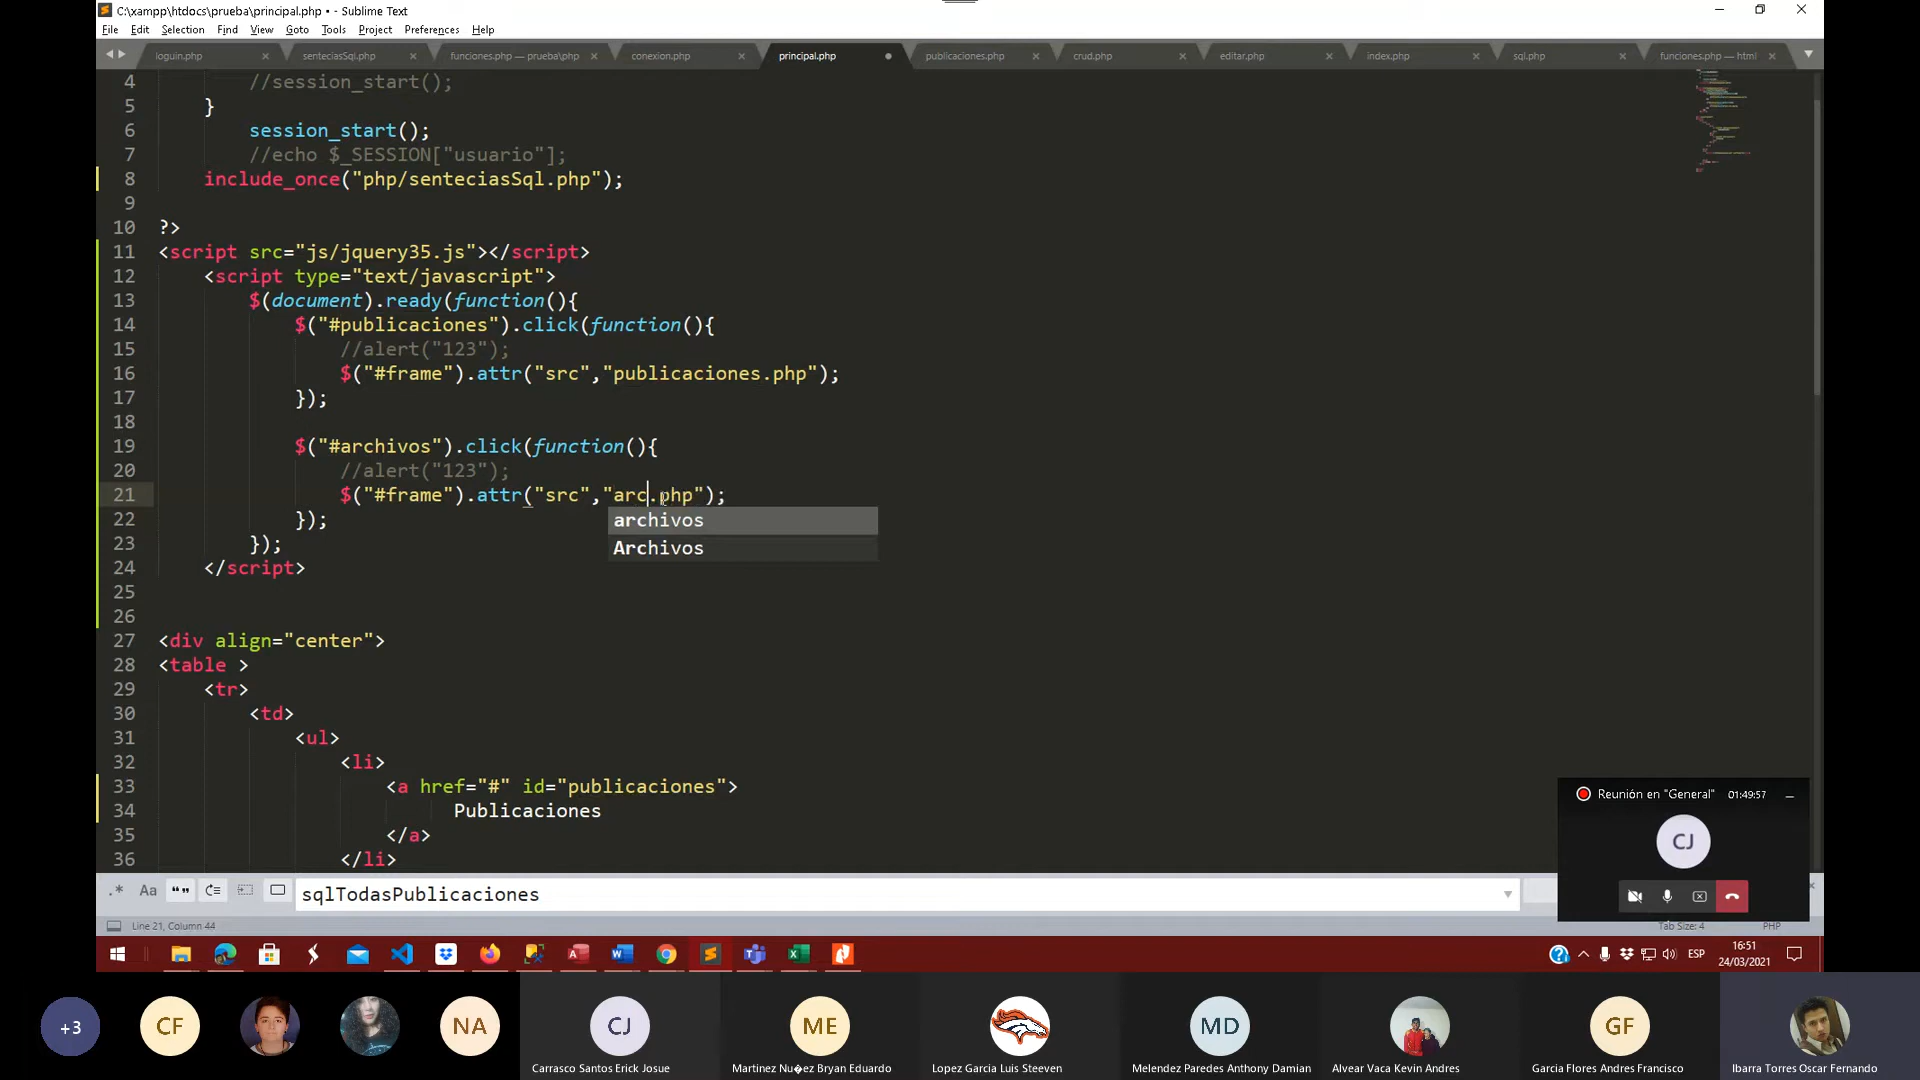 C:\xampp\htdocs\prueba\principal.php • - Sublime Text
File Edit Selection Find View Goto Tools Project Preferences Help
loguin.php senteciasSql.php funciones.php — prueba\php conexion.php principal.php publicaciones.php crud.php editar.php index.php sql.php funciones.php — html
4 //session_start();
5 }
6 session_start();
7 //echo $_SESSION["usuario"];
8 include_once("php/senteciasSql.php");
9
10 ?>
11 <script src="js/jquery35.js"></script>
12 <script type="text/javascript">
13 $(document).ready(function(){
14 $("#publicaciones").click(function(){
15 //alert("123");
16 $("#frame").attr("src","publicaciones.php");
17 });
18
19 $("#archivos").click(function(){
20 //alert("123");
21 $("#frame").attr("src","arc.php");
archivos
22 });
Archivos
23 });
24 </script>
25
26
27 <div align="center">
28 <table >
29 <tr>
30 <td>
31 <ul>
32 <li>
33 <a href="#" id="publicaciones">
34 Publicaciones
35 </a>
36 </li>
Reunión en "General" 01:49:57
CJ
.* Aa sqlTodasPublicaciones
Line 21, Column 44 Tab Size: 4 PHP
ESP 16:51
24/03/2021
+3 CF NA CJ ME MD GF
Carrasco Santos Erick Josue Martinez Nu�ez Bryan Eduardo Lopez Garcia Luis Steeven Melendez Paredes Anthony Damian Alvear Vaca Kevin Andres Garcia Flores Andres Francisco Ibarra Torres Oscar Fernando